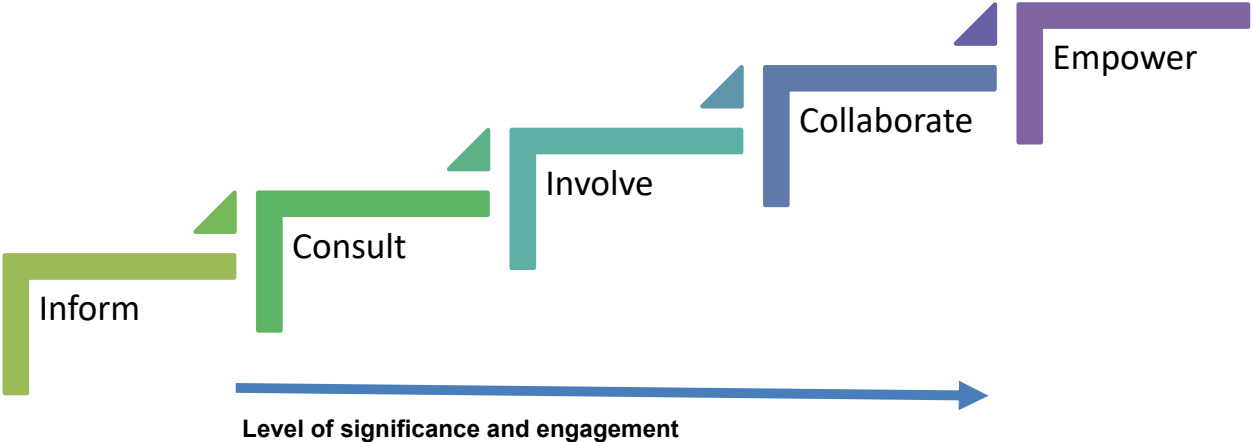 Empower
Collaborate
Involve
Consult
Inform
Level of significance and engagement